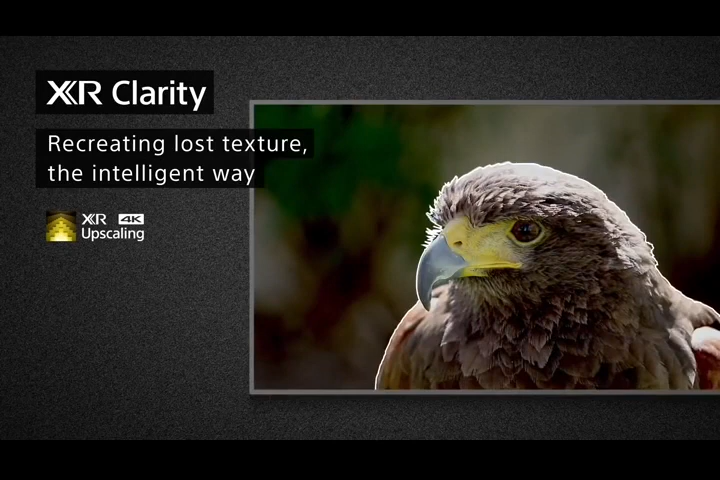 XR Clarity
Recreating lost texture,
the intelligent way
XR 4K
Upscaling